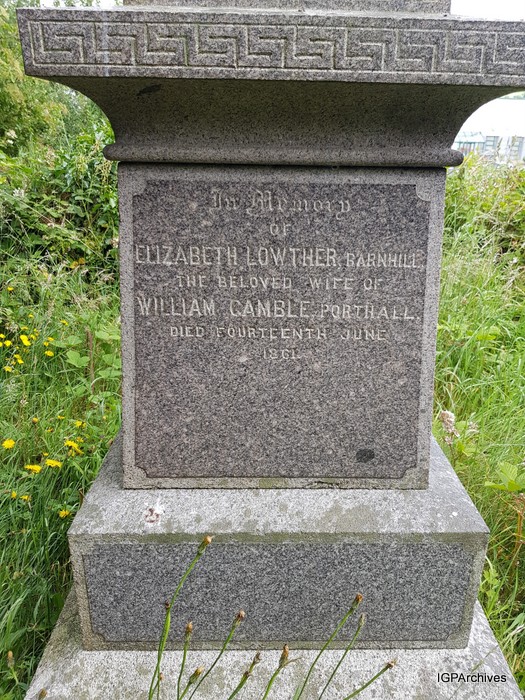 In Memory
OF
ELIZABETH LOWTHER, BARNHILL,
THE BELOVED WIFE OF
WILLIAM GAMBLE, PORTHALL,
DIED FOURTEENTH JUNE
1861.
IGPArchives